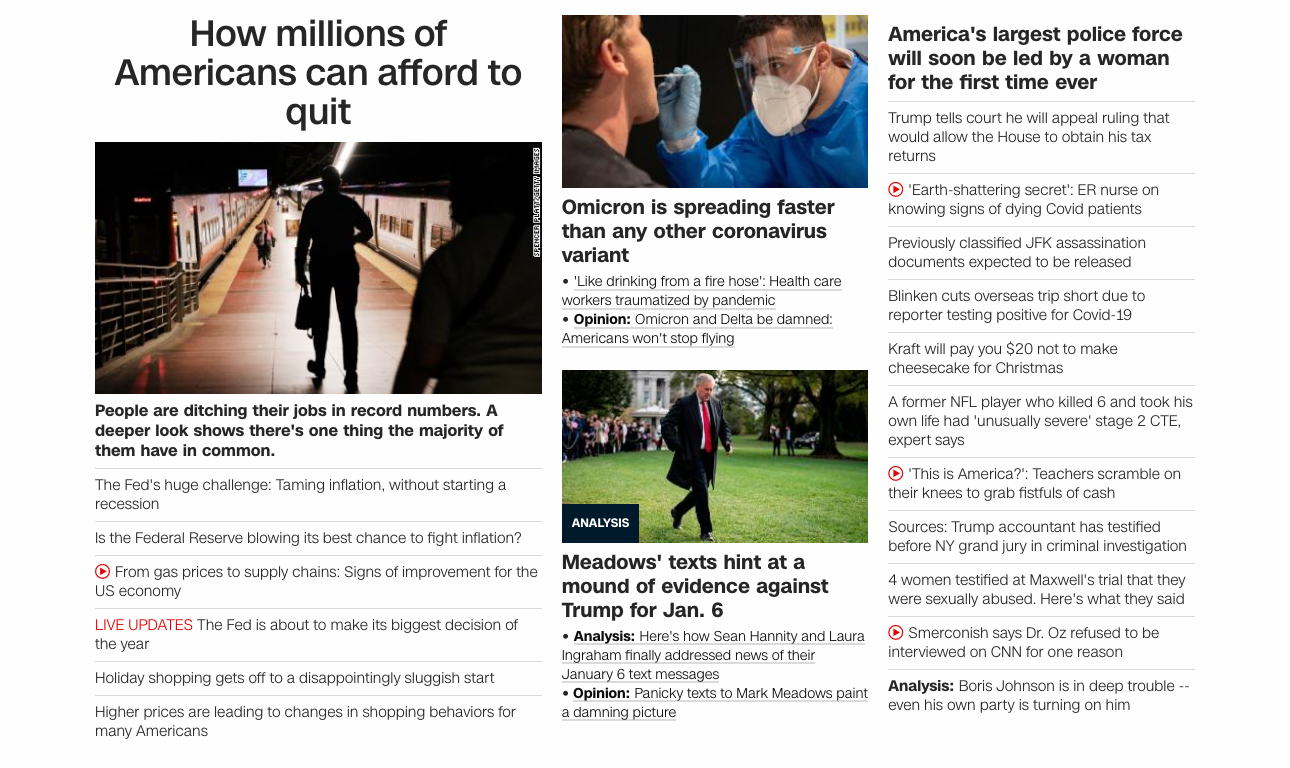 How millions of
Americans can afford to
quit
SPENCER PLATT/GETTY IMAGES
People are ditching their jobs in record numbers. A
deeper look shows there's one thing the majority of
them have in common.
The Fed's huge challenge: Taming inflation, without starting a
recession
Is the Federal Reserve blowing its best chance to fight inflation?
From gas prices to supply chains: Signs of improvement for the
US economy
LIVE UPDATES The Fed is about to make its biggest decision of
the year
Holiday shopping gets off to a disappointingly sluggish start
Higher prices are leading to changes in shopping behaviors for
many Americans
Omicron is spreading faster
than any other coronavirus
variant
• 'Like drinking from a fire hose': Health care
workers traumatized by pandemic
• Opinion: Omicron and Delta be damned:
Americans won't stop flying
ANALYSIS
Meadows' texts hint at a
mound of evidence against
Trump for Jan. 6
• Analysis: Here's how Sean Hannity and Laura
Ingraham finally addressed news of their
January 6 text messages
• Opinion: Panicky texts to Mark Meadows paint
a damning picture
America's largest police force
will soon be led by a woman
for the first time ever
Trump tells court he will appeal ruling that
would allow the House to obtain his tax
returns
'Earth-shattering secret': ER nurse on
knowing signs of dying Covid patients
Previously classified JFK assassination
documents expected to be released
Blinken cuts overseas trip short due to
reporter testing positive for Covid-19
Kraft will pay you $20 not to make
cheesecake for Christmas
A former NFL player who killed 6 and took his
own life had 'unusually severe' stage 2 CTE,
expert says
'This is America?': Teachers scramble on
their knees to grab fistfuls of cash
Sources: Trump accountant has testified
before NY grand jury in criminal investigation
4 women testified at Maxwell's trial that they
were sexually abused. Here's what they said
Smerconish says Dr. Oz refused to be
interviewed on CNN for one reason
Analysis: Boris Johnson is in deep trouble --
even his own party is turning on him